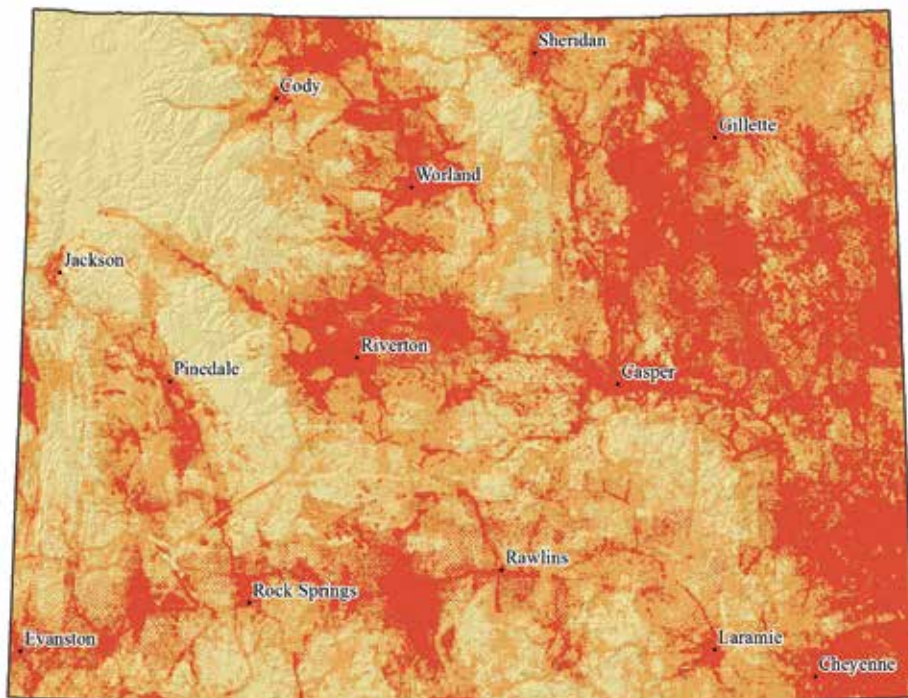 Sheridan
Cody
Gillette
Worland
Jackson
Riverton
Pinedale
Casper
Rawlins
Rock Springs
Evanston
Laramie
Cheyenne